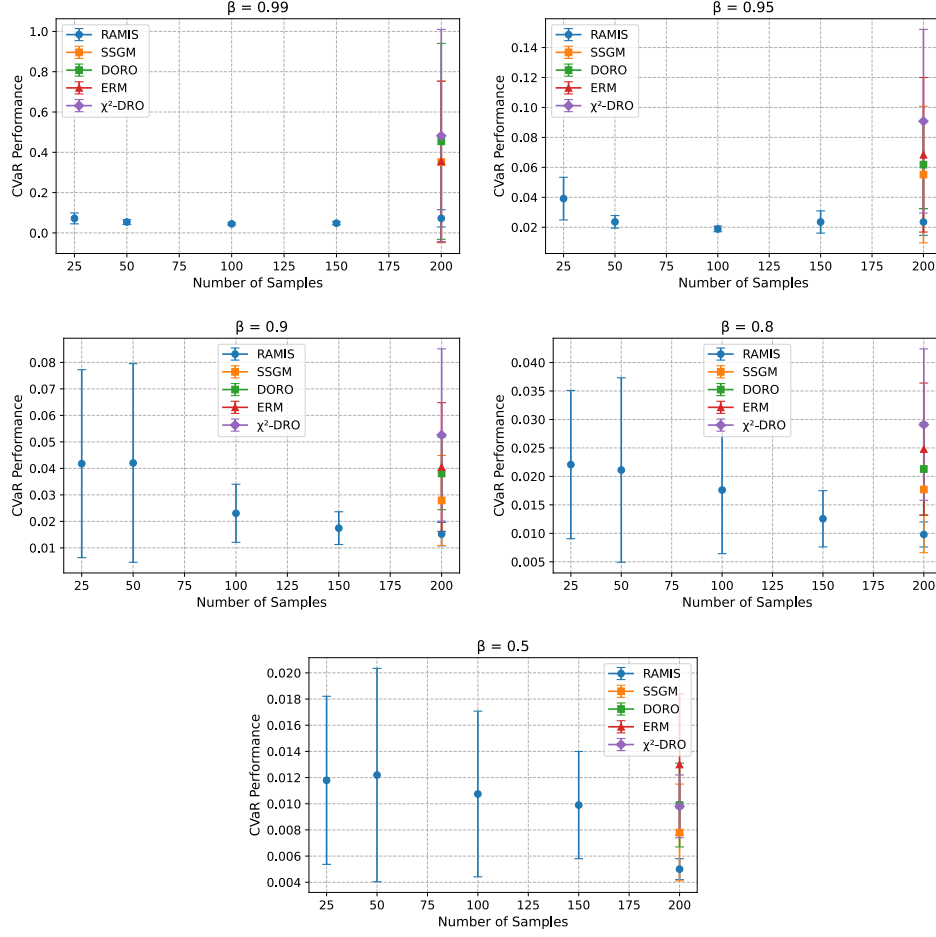 β = 0.99
CVaR Performance
1.0
0.8
0.6
0.4
0.2
0.0
RAMIS
SSGM
DORO
ERM
χ²-DRO
25 50 75 100 125 150 175 200
Number of Samples
β = 0.95
CVaR Performance
0.14
0.12
0.10
0.08
0.06
0.04
0.02
RAMIS
SSGM
DORO
ERM
χ²-DRO
25 50 75 100 125 150 175 200
Number of Samples
β = 0.9
CVaR Performance
0.08
0.07
0.06
0.05
0.04
0.03
0.02
0.01
RAMIS
SSGM
DORO
ERM
χ²-DRO
25 50 75 100 125 150 175 200
Number of Samples
β = 0.8
CVaR Performance
0.040
0.035
0.030
0.025
0.020
0.015
0.010
0.005
RAMIS
SSGM
DORO
ERM
χ²-DRO
25 50 75 100 125 150 175 200
Number of Samples
β = 0.5
CVaR Performance
0.020
0.018
0.016
0.014
0.012
0.010
0.008
0.006
0.004
RAMIS
SSGM
DORO
ERM
χ²-DRO
25 50 75 100 125 150 175 200
Number of Samples